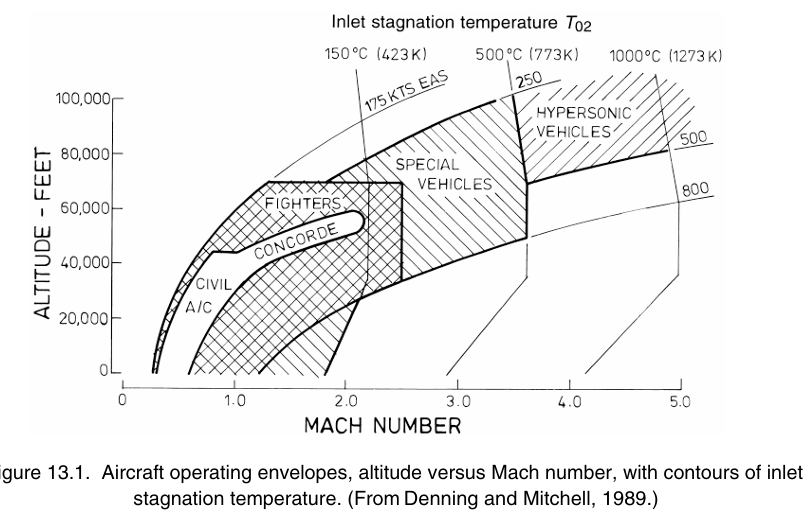 Inlet stagnation temperature T02
150°C (423K)
500°C (773K)
1000°C (1273K)
175 KTS EAS
250
100,000
HYPERSONIC
VEHICLES
500
80,000
SPECIAL
VEHICLES
800
60,000
FIGHTERS
CONCORDE
40,000
CIVIL
A/C
20,000
0
ALTITUDE - FEET
0 1.0 2.0 3.0 4.0 5.0
MACH NUMBER
igure 13.1. Aircraft operating envelopes, altitude versus Mach number, with contours of inlet
stagnation temperature. (From Denning and Mitchell, 1989.)